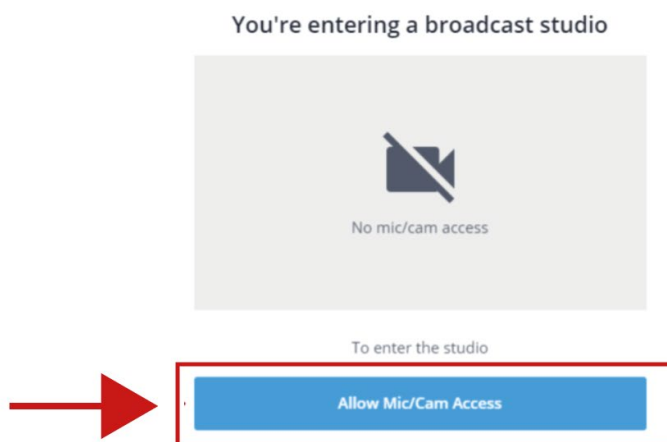 You're entering a broadcast studio
No mic/cam access
To enter the studio
Allow Mic/Cam Access